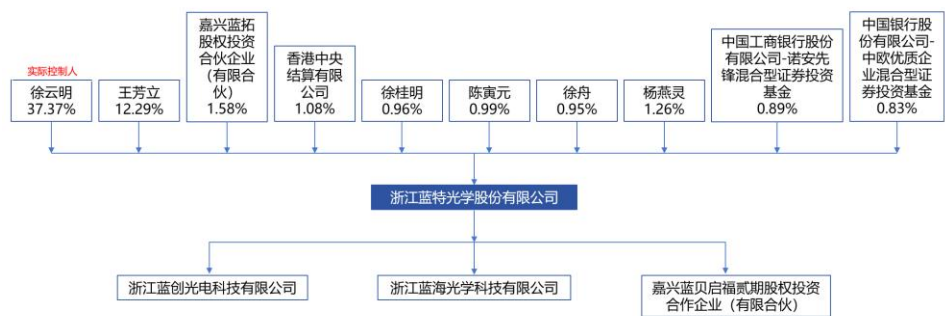 实际控制人
徐云明
37.37%
王芳立
12.29%
嘉兴蓝拓
股权投资
合伙企业
（有限合
伙）
1.58%
香港中央
结算有限
公司
1.08%
徐桂明
0.96%
陈寅元
0.99%
徐舟
0.95%
杨燕灵
1.26%
中国工商银行股份有
限公司-诺安先
锋混合型证券投资
基金
0.89%
中国银行股
份有限公司-
中欧优质企
业混合型证
券投资基金
0.83%
浙江蓝特光学股份有限公司
浙江蓝创光电科技有限公司
浙江蓝海光学科技有限公司
嘉兴蓝贝启福贰期股权投资
合作企业（有限合伙）